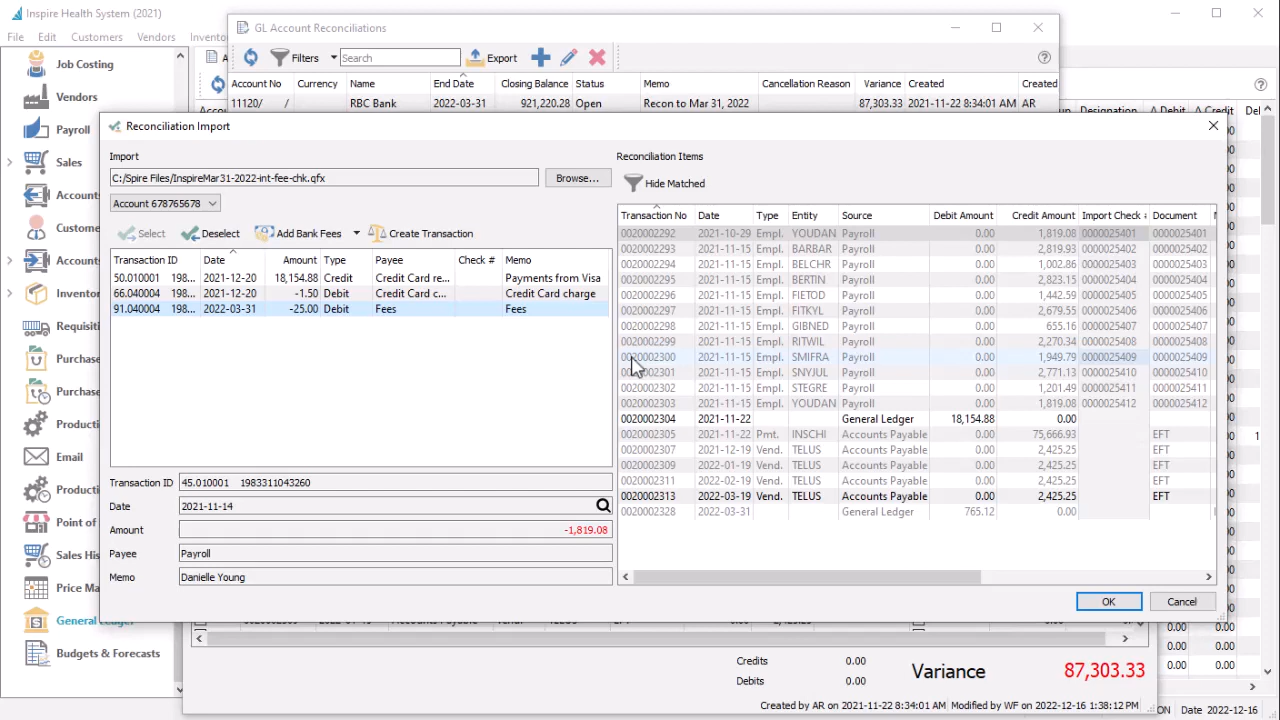 Inspire Health System (2021)
File Edit Customers Vendors
Job Costing
Vendors
Payroll
Sales
Email
Point of
Sales His
Price Ma
Budgets & Forecasts
GL Account Reconciliations
Filters Search Export
Account No Currency Name End Date Closing Balance Status Memo Cancellation Reason Variance Created Created
11120/ / RBC Bank 2022-03-31 921,220.28 Open Recon to Mar 31, 2022 87,303.33 2021-11-22 8:34:01 AM AR
Designation Δ Debit Δ Credit
Reconciliation Import
Import
C:/Spire Files/InspireMar31-2022-int-fee-chk.qfx Browse...
Account 678765678
Select Deselect Add Bank Fees Create Transaction
Transaction ID Date Amount Type Payee Check # Memo
50.010001 198... 2021-12-20 18,154.88 Credit Credit Card re... Payments from Visa
66.040004 198... 2021-12-20 -1.50 Debit Credit Card c... Credit Card charge
91.040004 198... 2022-03-31 -25.00 Debit Fees Fees
Transaction ID 45.010001 1983311043260
Date 2021-11-14
Amount -1,819.08
Payee Payroll
Memo Danielle Young
Reconciliation Items
Hide Matched
Transaction No Date Type Entity Source Debit Amount Credit Amount Import Check # Document
0020002292 2021-10-29 Empl. YOUDAN Payroll 0.00 1,819.08 0000025401 0000025401
0020002293 2021-11-15 Empl. BARBAR Payroll 0.00 2,819.93 0000025402 0000025402
0020002294 2021-11-15 Empl. BELCHR Payroll 0.00 1,002.86 0000025403 0000025403
0020002295 2021-11-15 Empl. BERTIN Payroll 0.00 2,823.15 0000025404 0000025404
0020002296 2021-11-15 Empl. FIETOD Payroll 0.00 1,442.59 0000025405 0000025405
0020002297 2021-11-15 Empl. FITKYL Payroll 0.00 2,679.55 0000025406 0000025406
0020002298 2021-11-15 Empl. GIBNED Payroll 0.00 655.16 0000025407 0000025407
0020002299 2021-11-15 Empl. RITWIL Payroll 0.00 2,270.34 0000025408 0000025408
0020002300 2021-11-15 Empl. SMIFRA Payroll 0.00 1,949.79 0000025409 0000025409
0020002301 2021-11-15 Empl. SNYJUL Payroll 0.00 2,771.13 0000025410 0000025410
0020002302 2021-11-15 Empl. STEGRE Payroll 0.00 1,201.49 0000025411 0000025411
0020002303 2021-11-15 Empl. YOUDAN Payroll 0.00 1,819.08 0000025412 0000025412
0020002304 2021-11-22 General Ledger 18,154.88 0.00
0020002305 2021-11-22 Pmt. INSCHI Accounts Payable 0.00 75,666.93 EFT
0020002307 2021-12-19 Vend. TELUS Accounts Payable 0.00 2,425.25 EFT
0020002309 2022-01-19 Vend. TELUS Accounts Payable 0.00 2,425.25 EFT
0020002311 2022-02-19 Vend. TELUS Accounts Payable 0.00 2,425.25 EFT
0020002313 2022-03-19 Vend. TELUS Accounts Payable 0.00 2,425.25 EFT
0020002328 2022-03-31 General Ledger 765.12 0.00
OK Cancel
Credits 0.00
Debits 0.00
Variance 87,303.33
Created by AR on 2021-11-22 8:34:01 AM Modified by WF on 2022-12-16 1:38:12 PM
Date 2022-12-16